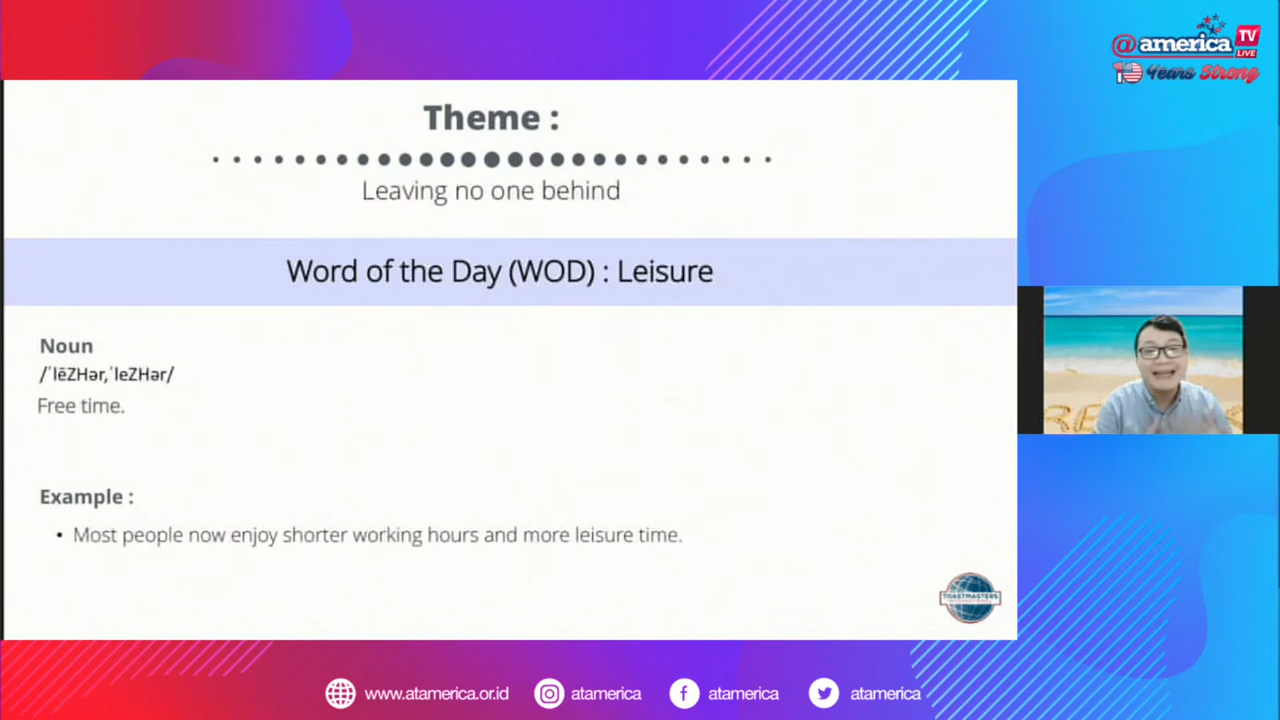 @america TV
LIVE
10 Years Strong
Theme :
Leaving no one behind
Word of the Day (WOD) : Leisure
Noun
/ˈlēZHər,ˈleZHər/
Free time.
Example :
• Most people now enjoy shorter working hours and more leisure time.
TOASTMASTERS
www.atamerica.or.id atamerica atamerica atamerica